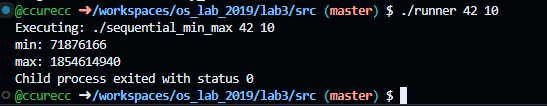 @ccurecc ➜/workspaces/os_lab_2019/lab3/src (master) $ ./runner 42 10
Executing: ./sequential_min_max 42 10
min: 71876166
max: 1854614940
Child process exited with status 0
@ccurecc ➜/workspaces/os_lab_2019/lab3/src (master) $